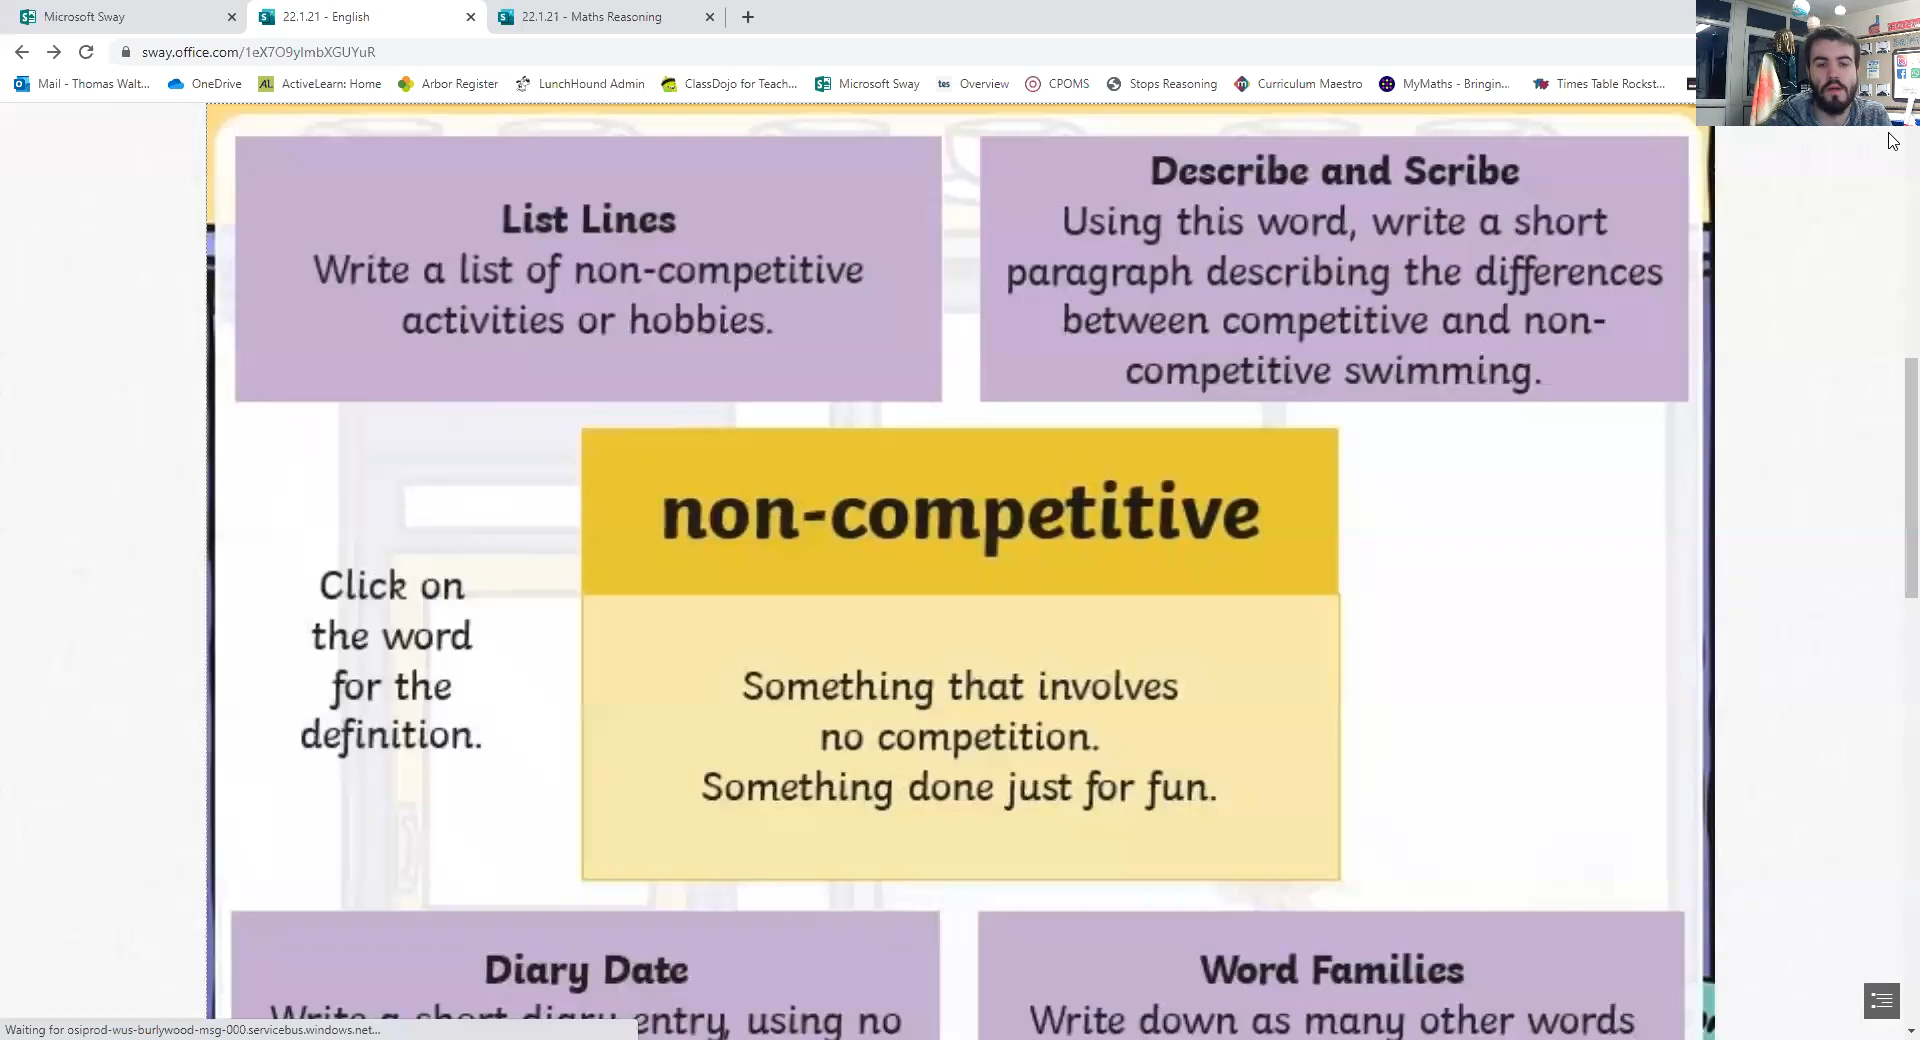 Microsoft Sway
22.1.21 - English
22.1.21 - Maths Reasoning
sway.office.com/1eX7O9yImbXGUYuR
Mail - Thomas Walt...
OneDrive
ActiveLearn: Home
Arbor Register
LunchHound Admin
ClassDojo for Teach...
Microsoft Sway
tes Overview
CPOMS
Stops Reasoning
Curriculum Maestro
MyMaths - Bringin...
Times Table Rockst...
List Lines
Write a list of non-competitive
activities or hobbies.
Describe and Scribe
Using this word, write a short
paragraph describing the differences
between competitive and non-
competitive swimming.
non-competitive
Click on
the word
for the
definition.
Something that involves
no competition.
Something done just for fun.
Diary Date
Write a short diary entry, using no
Word Families
Write down as many other words
Waiting for osiprod-wus-burlywood-msg-000.servicebus.windows.net...